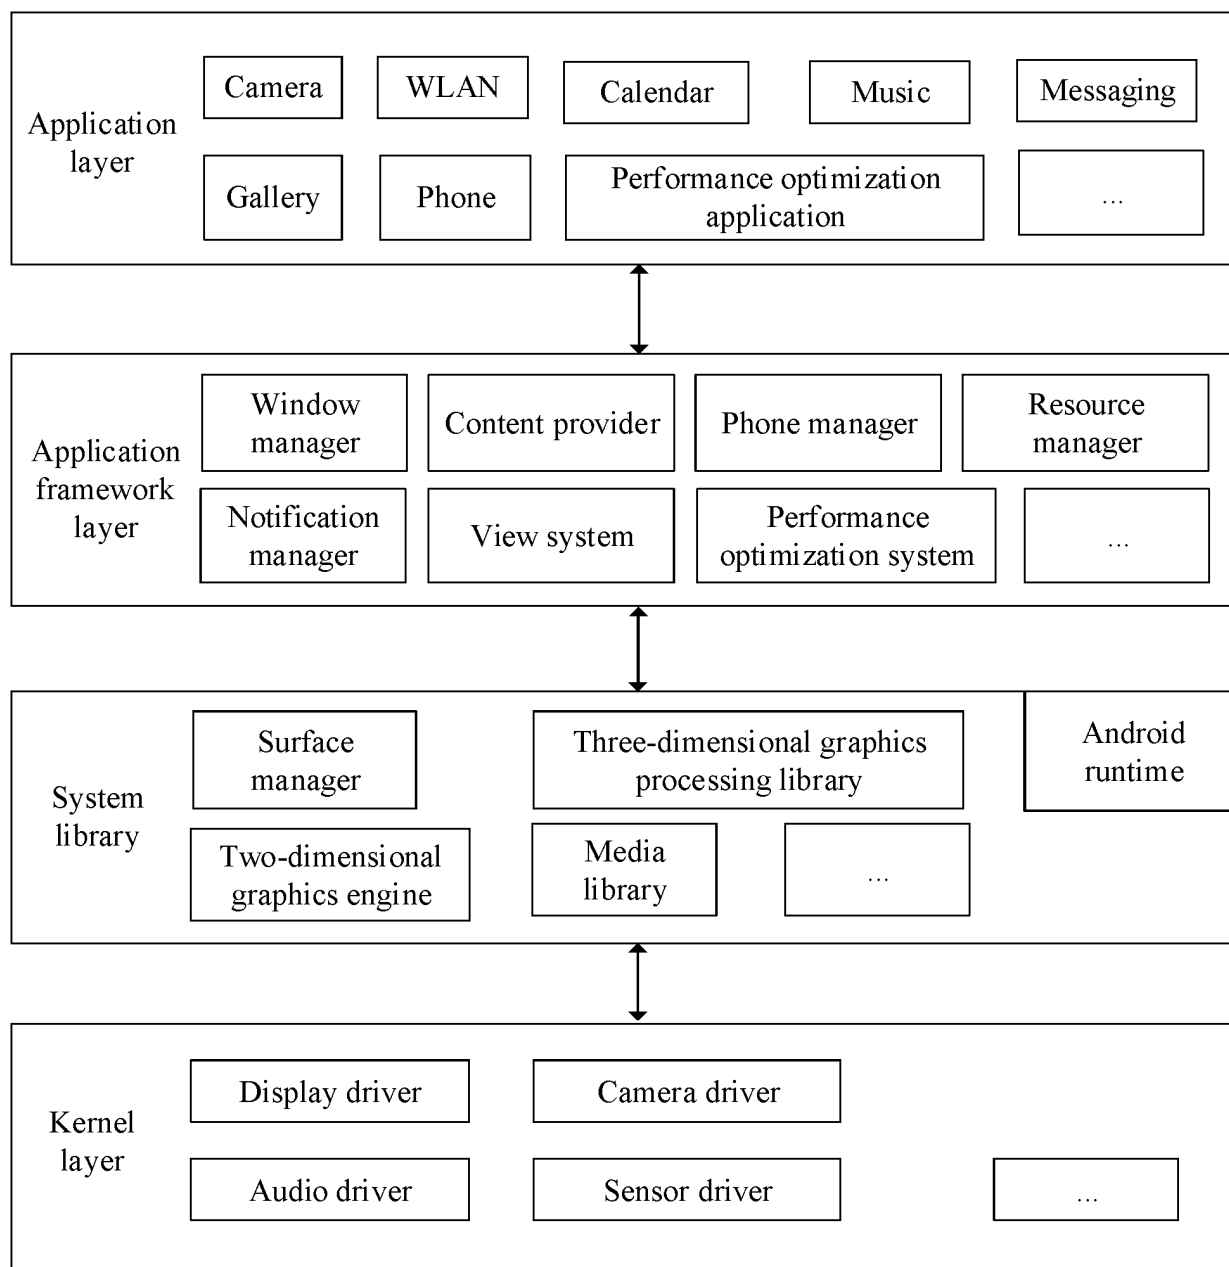 Application
layer
Camera
WLAN
Calendar
Music
Messaging
Gallery
Phone
Performance optimization
application
...
Application
framework
layer
Window
manager
Content provider
Phone manager
Resource
manager
Notification
manager
View system
Performance
optimization system
...
System
library
Surface
manager
Three-dimensional graphics
processing library
Android
runtime
Two-dimensional
graphics engine
Media
library
...
Kernel
layer
Display driver
Camera driver
Audio driver
Sensor driver
...